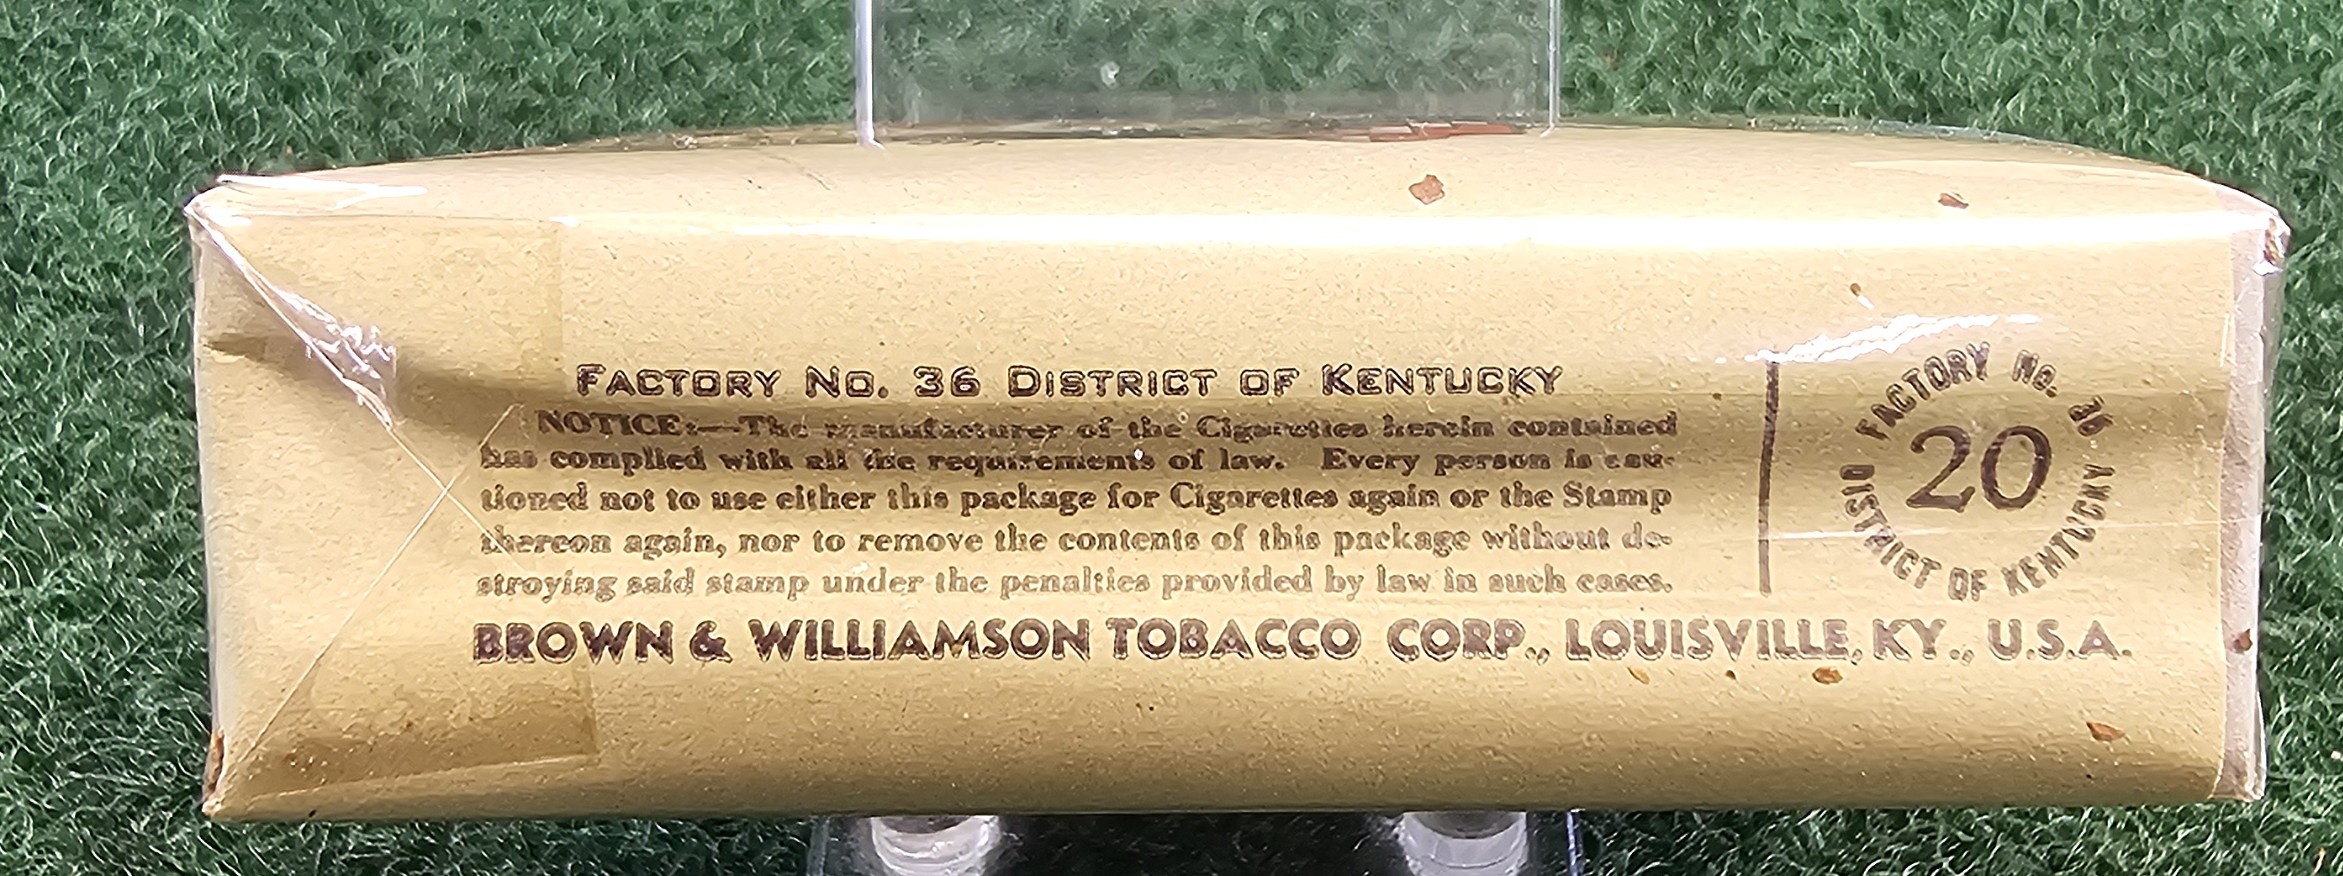 FACTORY NO. 36 DISTRICT OF KENTUCKY
NOTICE:—The manufacturer of the Cigarettes herein contained
has complied with all the requirements of law. Every person is cau-
tioned not to use either this package for Cigarettes again or the Stamp
thereon again, nor to remove the contents of this package without de-
stroying said stamp under the penalties provided by law in such cases.
BROWN & WILLIAMSON TOBACCO CORP., LOUISVILLE, KY., U.S.A.
FACTORY NO. 36
20
DISTRICT OF KENTUCKY